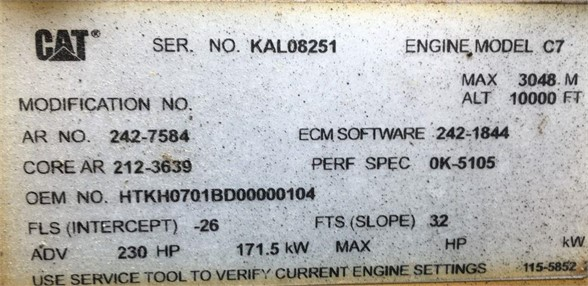 CAT® SER. NO. KAL08251 ENGINE MODEL C7
MAX 3048 M
MODIFICATION NO. ALT 10000 FT
AR NO. 242-7584 ECM SOFTWARE 242-1844
CORE AR 212-3639 PERF SPEC 0K-5105
OEM NO. HTKH0701BD00000104
FLS (INTERCEPT) -26 FTS (SLOPE) 32
ADV 230 HP 171.5 kW MAX HP kW
USE SERVICE TOOL TO VERIFY CURRENT ENGINE SETTINGS 115-5852